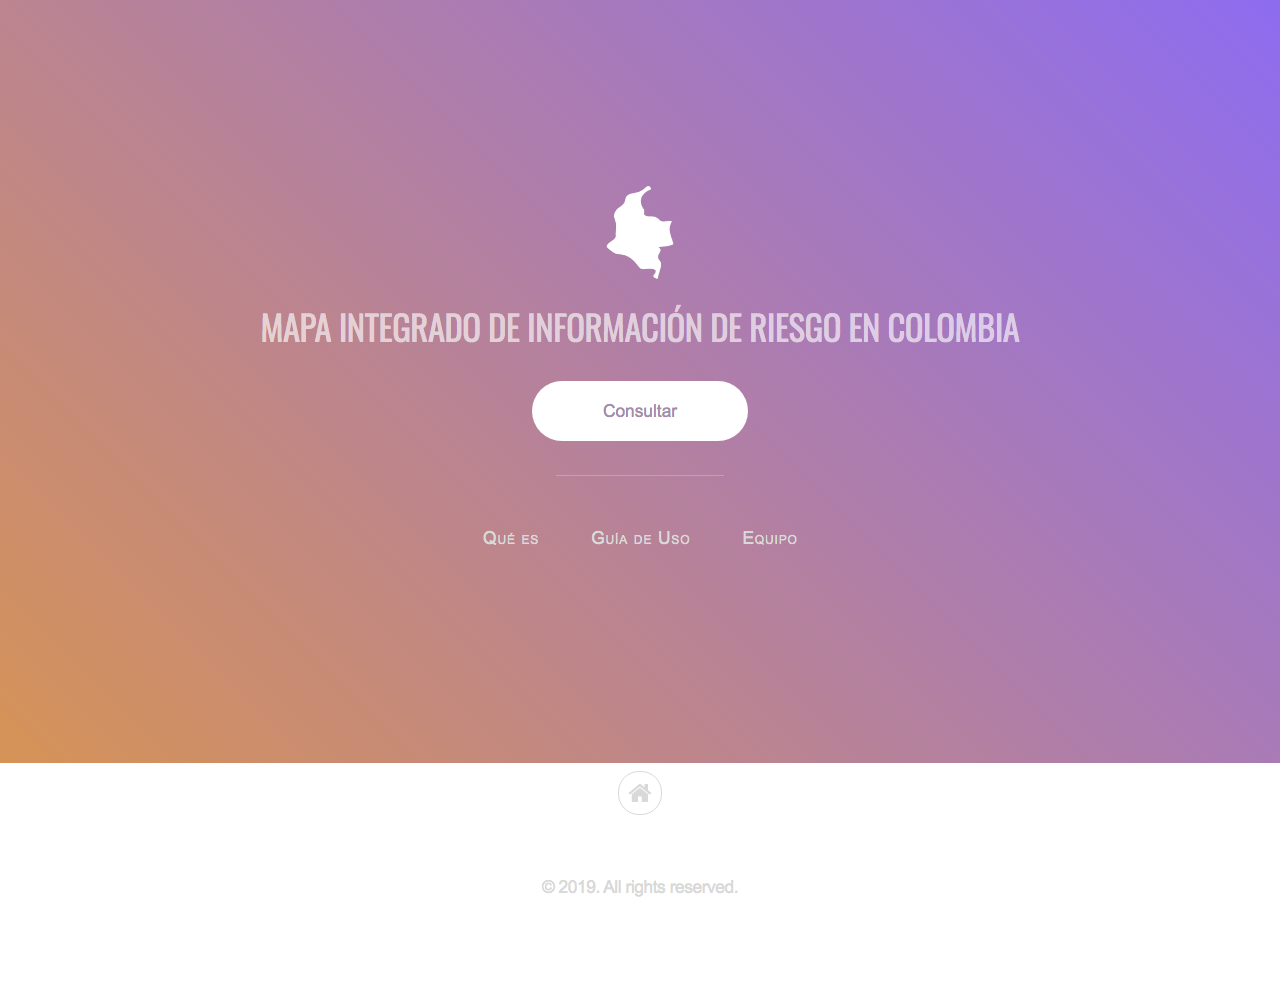 MAPA INTEGRADO DE INFORMACIÓN DE RIESGO EN COLOMBIA
Consultar
Qué es Guía de Uso Equipo
© 2019. All rights reserved.